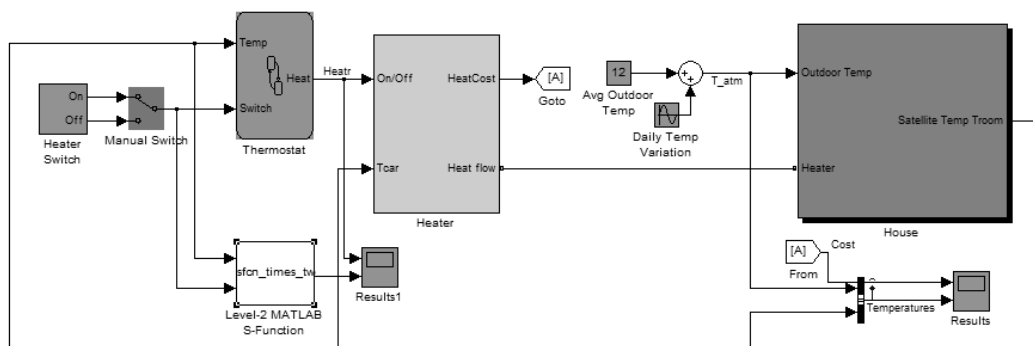 Temp
Heat
Switch
Thermostat
Heatr
On
Off
Heater
Switch
Manual Switch
On/Off
HeatCost
Tcar
Heat flow
Heater
[A]
Goto
12
Avg Outdoor
Temp
Daily Temp
Variation
T_atm
Outdoor Temp
Satellite Temp Troom
Heater
House
sfcn_times_tw
Level-2 MATLAB
S-Function
Results1
[A]
From
Cost
Temperatures
Results